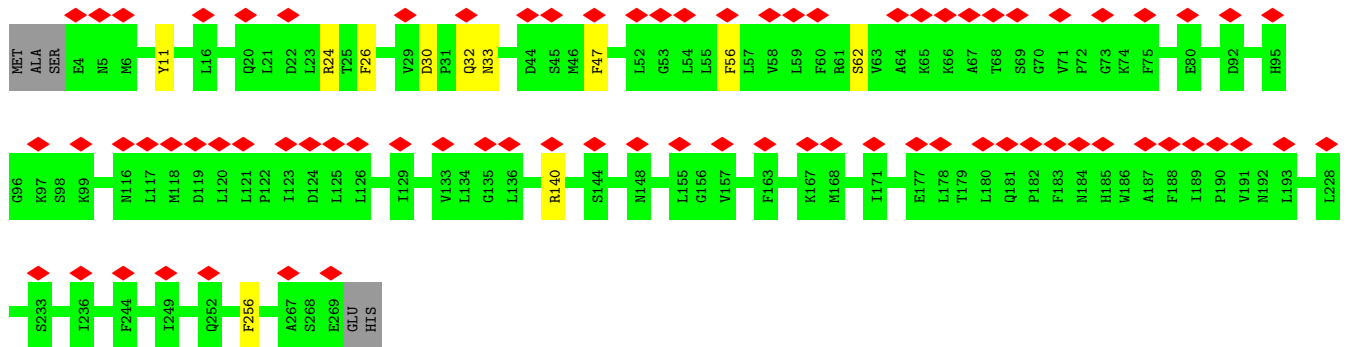 MET ALA SER E4 N5 M6 Y11 L16 Q20 L21 D22 L23 R24 T25 F26 V29 D30 P31 Q32 N33 D44 S45 M46 F47 L52 G53 L54 L55 F56 L57 V58 L59 F60 R61 S62 V63 A64 K65 K66 A67 T68 S69 G70 V71 P72 G73 K74 F75 E80 D92 H95
G96 K97 S98 K99 N116 L117 M118 D119 L120 L121 P122 I123 D124 L125 L126 I129 V133 L134 G135 L136 R140 S144 N148 L155 G156 V157 F163 K167 M168 I171 E177 L178 T179 L180 Q181 P182 F183 N184 H185 W186 A187 F188 I189 P190 V191 N192 L193 L228
S233 I236 F244 I249 Q252 F256 A267 S268 E269 GLU HIS